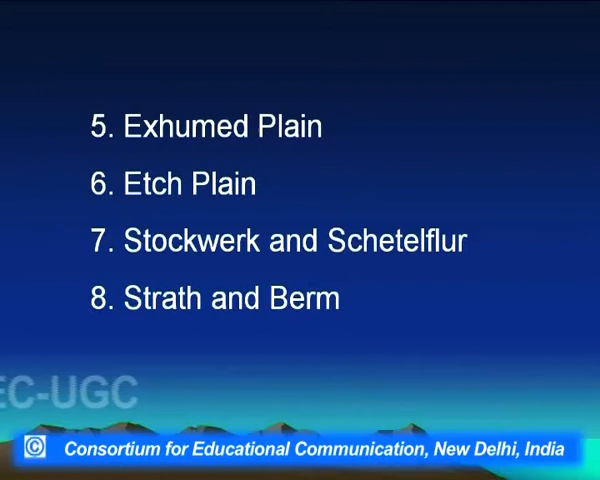 5. Exhumed Plain
6. Etch Plain
7. Stockwerk and Schetelflur
8. Strath and Berm
EC-UGC
© Consortium for Educational Communication, New Delhi, India